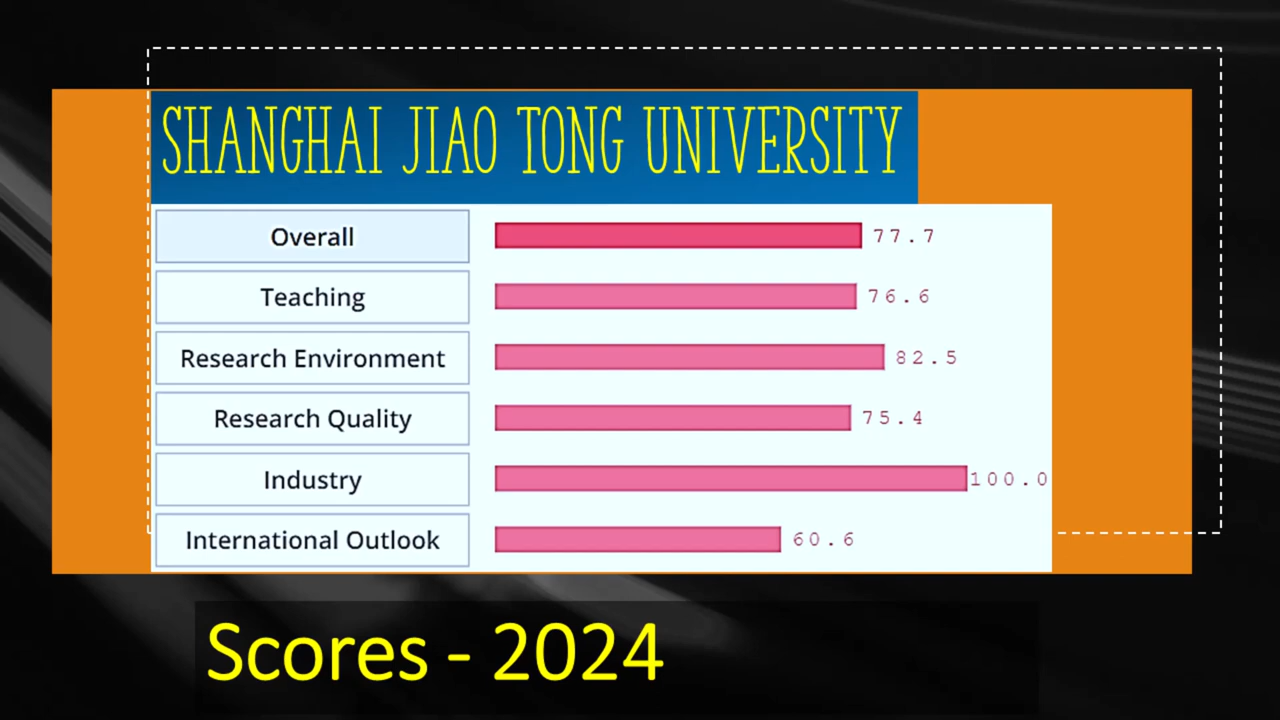 SHANGHAI JIAO TONG UNIVERSITY
Overall 77.7
Teaching 76.6
Research Environment 82.5
Research Quality 75.4
Industry 100.0
International Outlook 60.6
Scores - 2024